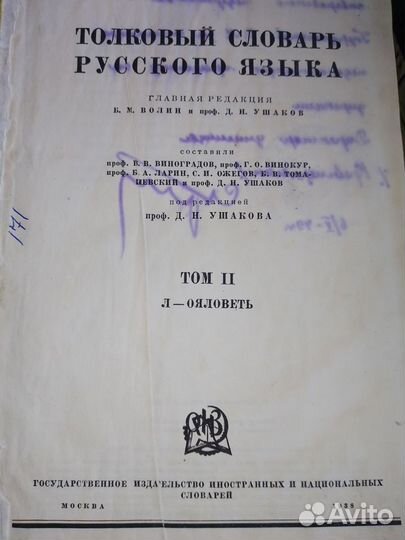 ТОЛКОВЫЙ СЛОВАРЬ
РУССКОГО ЯЗЫКА
ГЛАВНАЯ РЕДАКЦИЯ
Б. М. ВОЛИН и проф. Д. Н. УШАКОВ
СОСТАВИЛИ
проф. В. В. ВИНОГРАДОВ, проф. Г. О. ВИНОКУР,
проф. Б. А. ЛАРИН, С. И. ОЖЕГОВ, Б. В. ТОМА-
ШЕВСКИЙ и проф. Д. Н. УШАКОВ
под редакцией
проф. Д. Н. УШАКОВА
171
ТОМ II
Л—ОЯЛОВЕТЬ
ГОСУДАРСТВЕННОЕ ИЗДАТЕЛЬСТВО ИНОСТРАННЫХ И НАЦИОНАЛЬНЫХ
СЛОВАРЕЙ
МОСКВА 1938
Avito